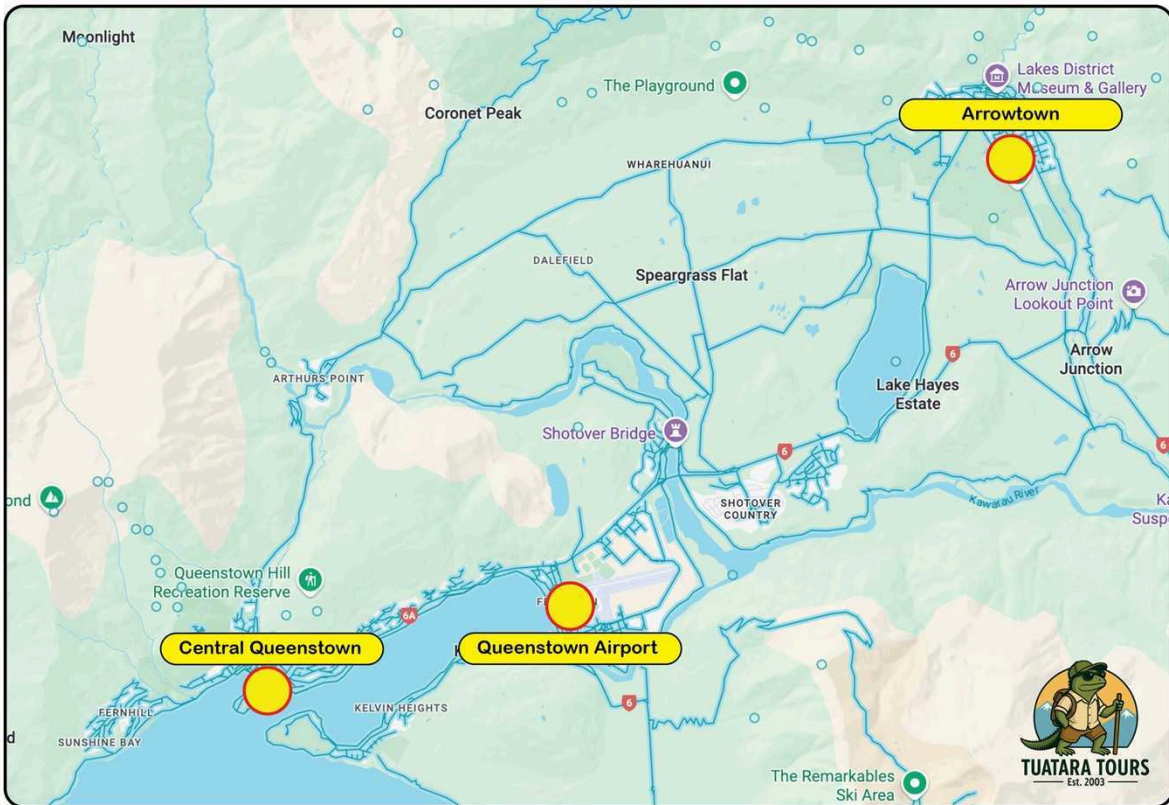 Moonlight
The Playground
Lakes District
Museum & Gallery
Coronet Peak
Arrowtown
WHAREHUANUI
DALEFIELD
Speargrass Flat
Arrow Junction
Lookout Point
6
Arrow
Junction
ARTHURS POINT
Lake Hayes
Estate
Shotover Bridge
6
6
ond
SHOTOVER
COUNTRY
Kawarau River
Ka
Susp
Queenstown Hill
Recreation Reserve
6A
Central Queenstown
Queenstown Airport
6
FERNHILL
KELVIN HEIGHTS
SUNSHINE BAY
d
The Remarkables
Ski Area
TUATARA TOURS
Est. 2003